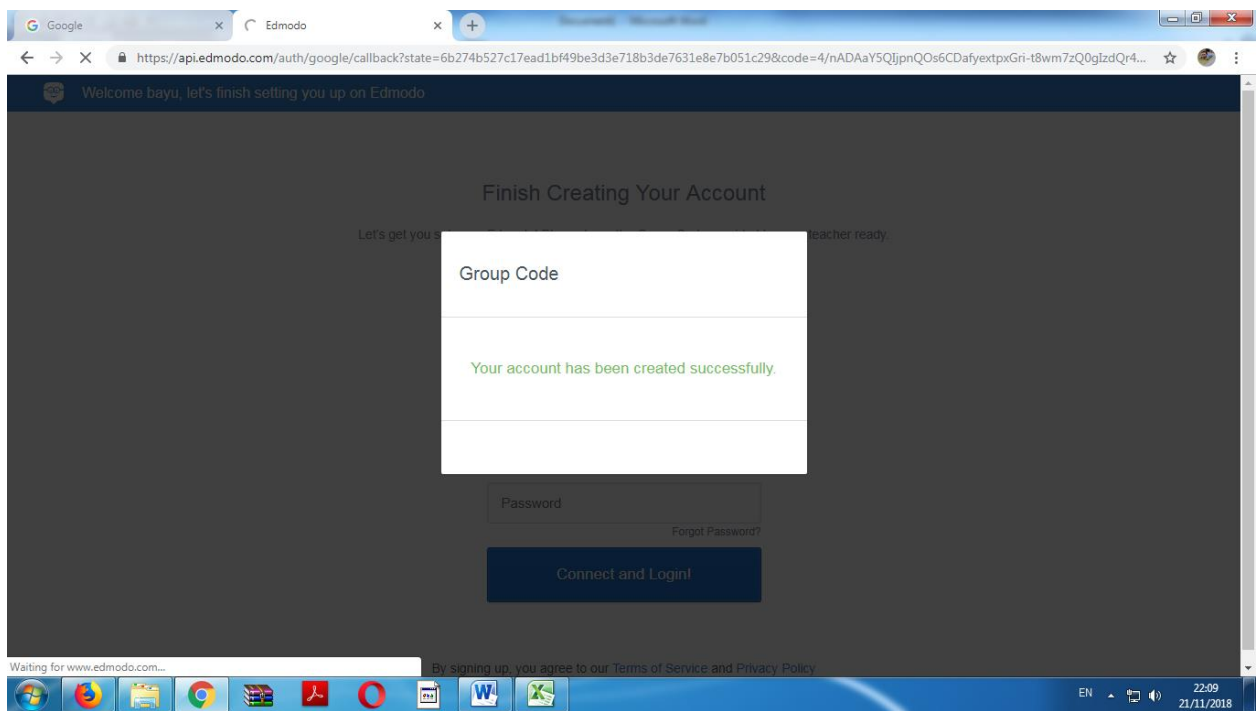 Document1 - Microsoft Word
Google
Edmodo
https://api.edmodo.com/auth/google/callback?state=6b274b527c17ead1bf49be3d3e718b3de7631e8e7b051c29&code=4/nADAaY5QIjpnQOs6CDafyextpxGri-t8wm7zQ0gIzdQr4...
Welcome bayu, let's finish setting you up on Edmodo
Finish Creating Your Account
Let's get you s
teacher ready.
Group Code
Your account has been created successfully.
Password
Forgot Password?
Connect and Login!
By signing up, you agree to our Terms of Service and Privacy Policy
Waiting for www.edmodo.com...
EN
22:09
21/11/2018